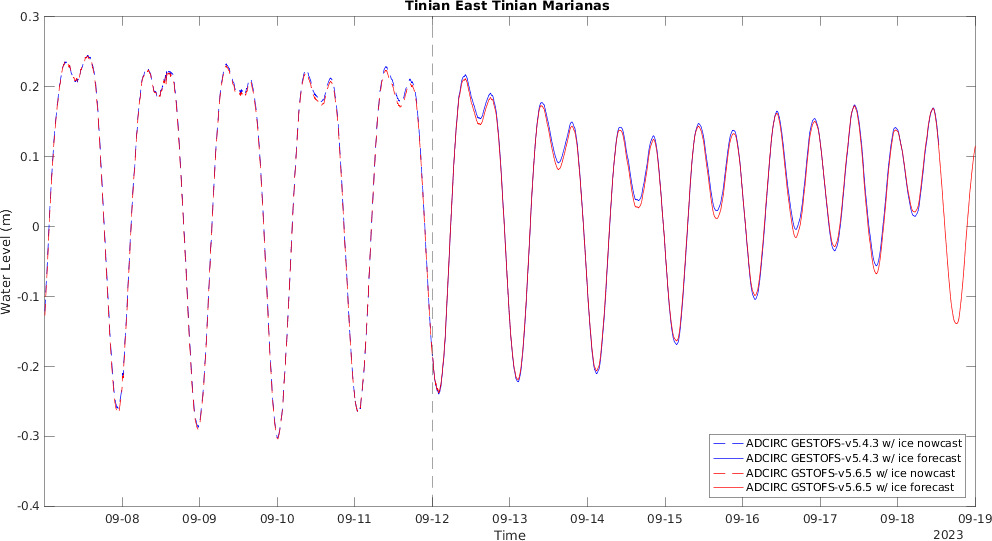 Tinian East Tinian Marianas
Water Level (m)
0.3
0.2
0.1
0
-0.1
-0.2
-0.3
-0.4
ADCIRC GESTOFS-v5.4.3 w/ ice nowcast
ADCIRC GESTOFS-v5.4.3 w/ ice forecast
ADCIRC GSTOFS-v5.6.5 w/ ice nowcast
ADCIRC GSTOFS-v5.6.5 w/ ice forecast
09-08 09-09 09-10 09-11 09-12 09-13 09-14 09-15 09-16 09-17 09-18 09-19
Time
2023